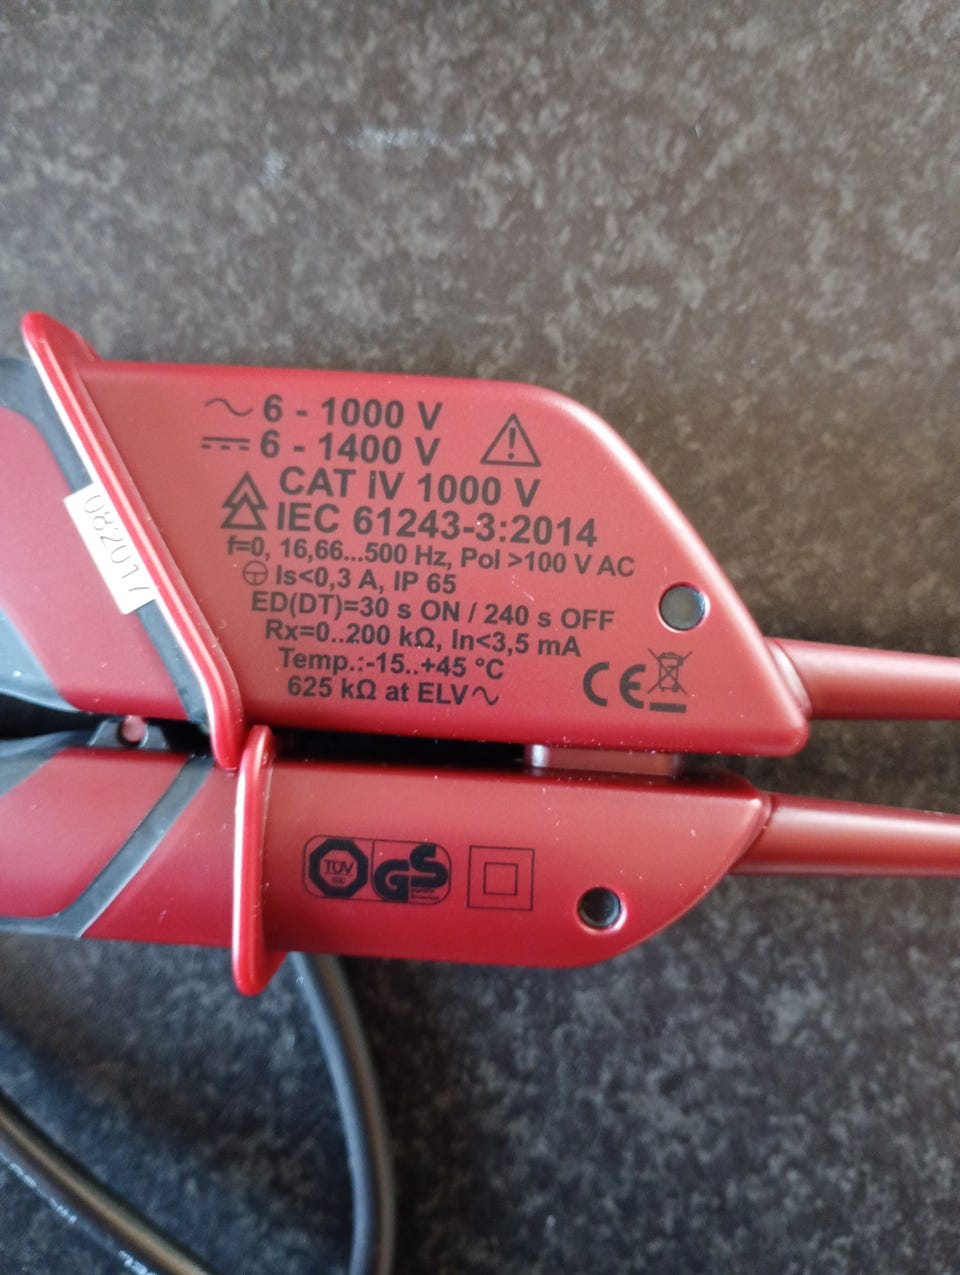 6 - 1000 V
6 - 1400 V
CAT IV 1000 V
IEC 61243-3:2014
f=0, 16,66...500 Hz, Pol >100 V AC
Is<0,3 A, IP 65
ED(DT)=30 s ON / 240 s OFF
Rx=0..200 kΩ, In<3,5 mA
Temp.:-15..+45 °C
625 kΩ at ELV~
CE
082017
TÜV
GS